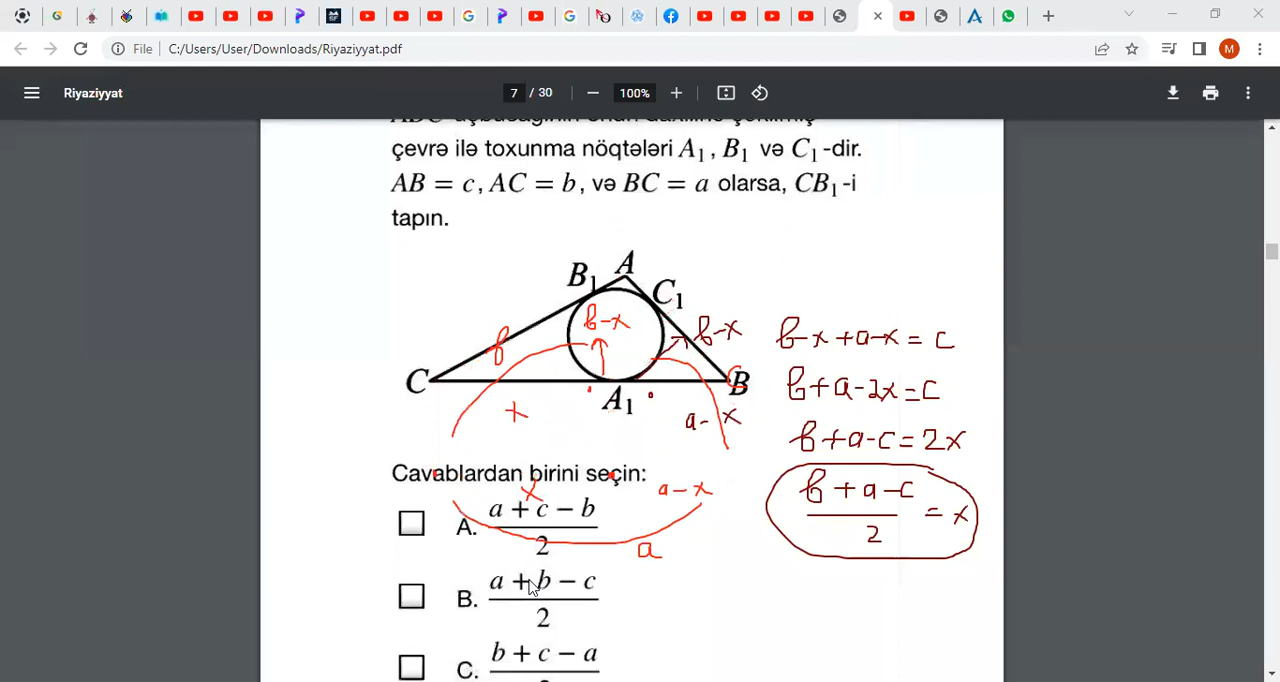 File C:/Users/User/Downloads/Riyaziyyat.pdf
M
Riyaziyyat
7 / 30
100%
çevrə ilə toxunma nöqtələri A₁, B₁ və C₁-dir.
AB = c, AC = b, və BC = a olarsa, CB₁-i
tapın.
B₁ A
C₁
C B
A₁
b
b-x
b-x
x
a- x
c
b-x+a-x= c
b+a-2x=c
b+a-c=2x
b+a-c
2
= x
Cavablardan birini seçin:
x
a-x
a
A. a + c − b
2
B. a + b − c
2
C. b + c − a